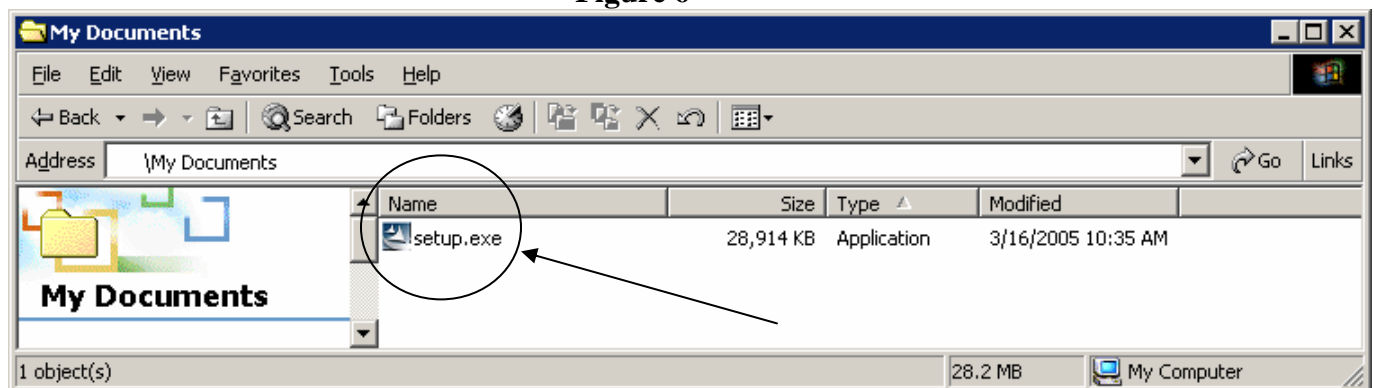 My Documents
File Edit View Favorites Tools Help
Back Search Folders
Address \My Documents Go Links
Name Size Type Modified
setup.exe 28,914 KB Application 3/16/2005 10:35 AM
My Documents
1 object(s) 28.2 MB My Computer